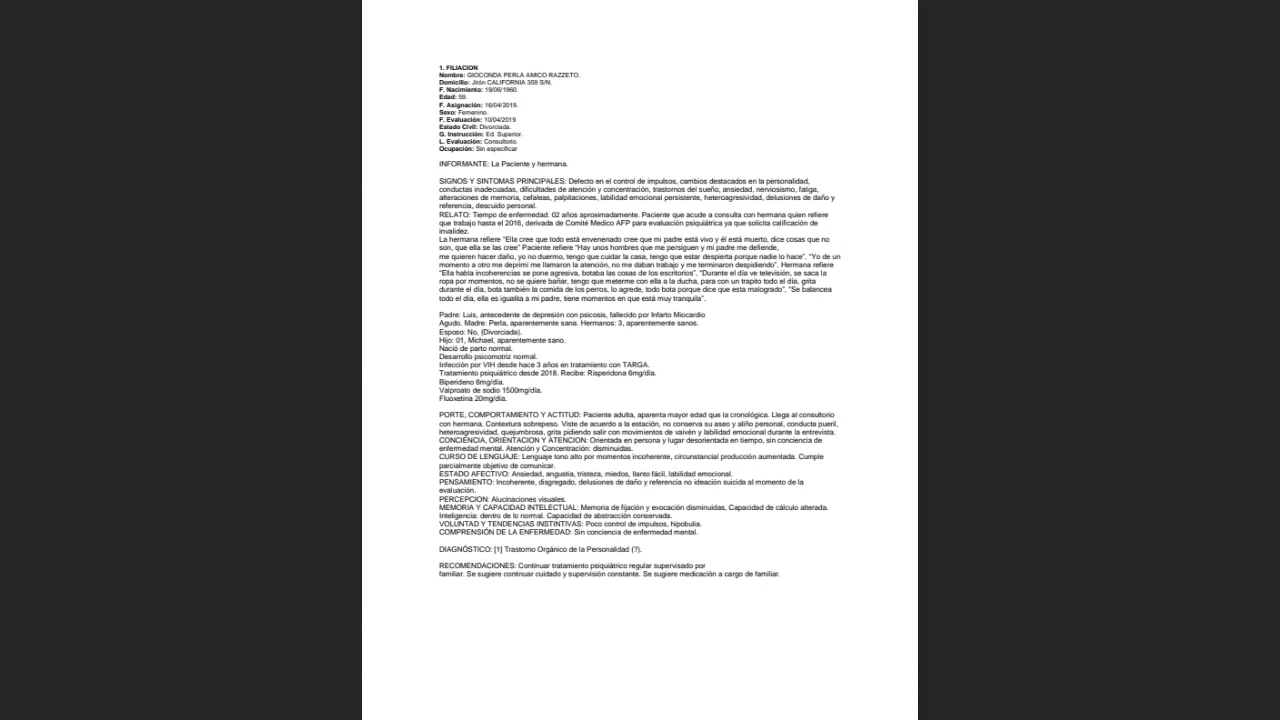 1. FILIACION
Nombre: GIOCONDA PERLA AMICO RAZZETO.
Domicilio: Jirón CALIFORNIA 359 S/N.
F. Nacimiento: 19/06/1960.
Edad: 59.
F. Asignación: 16/04/2019.
Sexo: Femenino.
F. Evaluación: 10/04/2019
Estado Civil: Divorciada.
G. Instrucción: Ed. Superior.
L. Evaluación: Consultorio.
Ocupación: Sin especificar
INFORMANTE: La Paciente y hermana.
SIGNOS Y SINTOMAS PRINCIPALES: Defecto en el control de impulsos, cambios destacados en la personalidad,
conductas inadecuadas, dificultades de atención y concentración, trastornos del sueño, ansiedad, nerviosismo, fatiga,
alteraciones de memoria, cefaleas, palpitaciones, labilidad emocional persistente, heteroagresividad, delusiones de daño y
referencia, descuido personal.
RELATO: Tiempo de enfermedad: 02 años aproximadamente. Paciente que acude a consulta con hermana quien refiere
que trabajo hasta el 2016, derivada de Comité Medico AFP para evaluación psiquiátrica ya que solicita calificación de
invalidez.
La hermana refiere “Ella cree que todo está envenenado cree que mi padre está vivo y él está muerto, dice cosas que no
son, que ella se las cree” Paciente refiere “Hay unos hombres que me persiguen y mi padre me defiende,
me quieren hacer daño, yo no duermo, tengo que cuidar la casa, tengo que estar despierta porque nadie lo hace”, “Yo de un
momento a otro me deprimí me llamaron la atención, no me daban trabajo y me terminaron despidiendo”. Hermana refiere
“Ella habla incoherencias se pone agresiva, botaba las cosas de los escritorios”, “Durante el día ve televisión, se saca la
ropa por momentos, no se quiere bañar, tengo que meterme con ella a la ducha, para con un trapito todo el día, grita
durante el día, bota también la comida de los perros, lo agrede, todo bota porque dice que esta malogrado”, “Se balancea
todo el día, ella es igualita a mi padre, tiene momentos en que está muy tranquila”.
Padre: Luis, antecedente de depresión con psicosis, fallecido por Infarto Miocardio
Agudo. Madre: Perla, aparentemente sana. Hermanos: 3, aparentemente sanos.
Esposo: No, (Divorciada).
Hijo: 01, Michael, aparentemente sano.
Nació de parto normal.
Desarrollo psicomotriz normal.
Infección por VIH desde hace 3 años en tratamiento con TARGA.
Tratamiento psiquiátrico desde 2018. Recibe: Risperidona 6mg/día.
Biperideno 6mg/día.
Valproato de sodio 1500mg/día.
Fluoxetina 20mg/día.
PORTE, COMPORTAMIENTO Y ACTITUD: Paciente adulta, aparenta mayor edad que la cronológica. Llega al consultorio
con hermana. Contextura sobrepeso. Viste de acuerdo a la estación, no conserva su aseo y aliño personal, conducta pueril,
heteroagresividad, quejumbrosa, grita pidiendo salir con movimientos de vaivén y labilidad emocional durante la entrevista.
CONCIENCIA, ORIENTACION Y ATENCION: Orientada en persona y lugar desorientada en tiempo, sin conciencia de
enfermedad mental. Atención y Concentración: disminuidas.
CURSO DE LENGUAJE: Lenguaje tono alto por momentos incoherente, circunstancial producción aumentada. Cumple
parcialmente objetivo de comunicar.
ESTADO AFECTIVO: Ansiedad, angustia, tristeza, miedos, llanto fácil, labilidad emocional.
PENSAMIENTO: Incoherente, disgregado, delusiones de daño y referencia no ideación suicida al momento de la
evaluación.
PERCEPCION: Alucinaciones visuales.
MEMORIA Y CAPACIDAD INTELECTUAL: Memoria de fijación y evocación disminuidas, Capacidad de cálculo alterada.
Inteligencia: dentro de lo normal. Capacidad de abstracción conservada.
VOLUNTAD Y TENDENCIAS INSTINTIVAS: Poco control de impulsos, hipobulia.
COMPRENSIÓN DE LA ENFERMEDAD: Sin conciencia de enfermedad mental.
DIAGNÓSTICO: [1] Trastorno Orgánico de la Personalidad (?).
RECOMENDACIONES: Continuar tratamiento psiquiátrico regular supervisado por
familiar. Se sugiere continuar cuidado y supervisión constante. Se sugiere medicación a cargo de familiar.